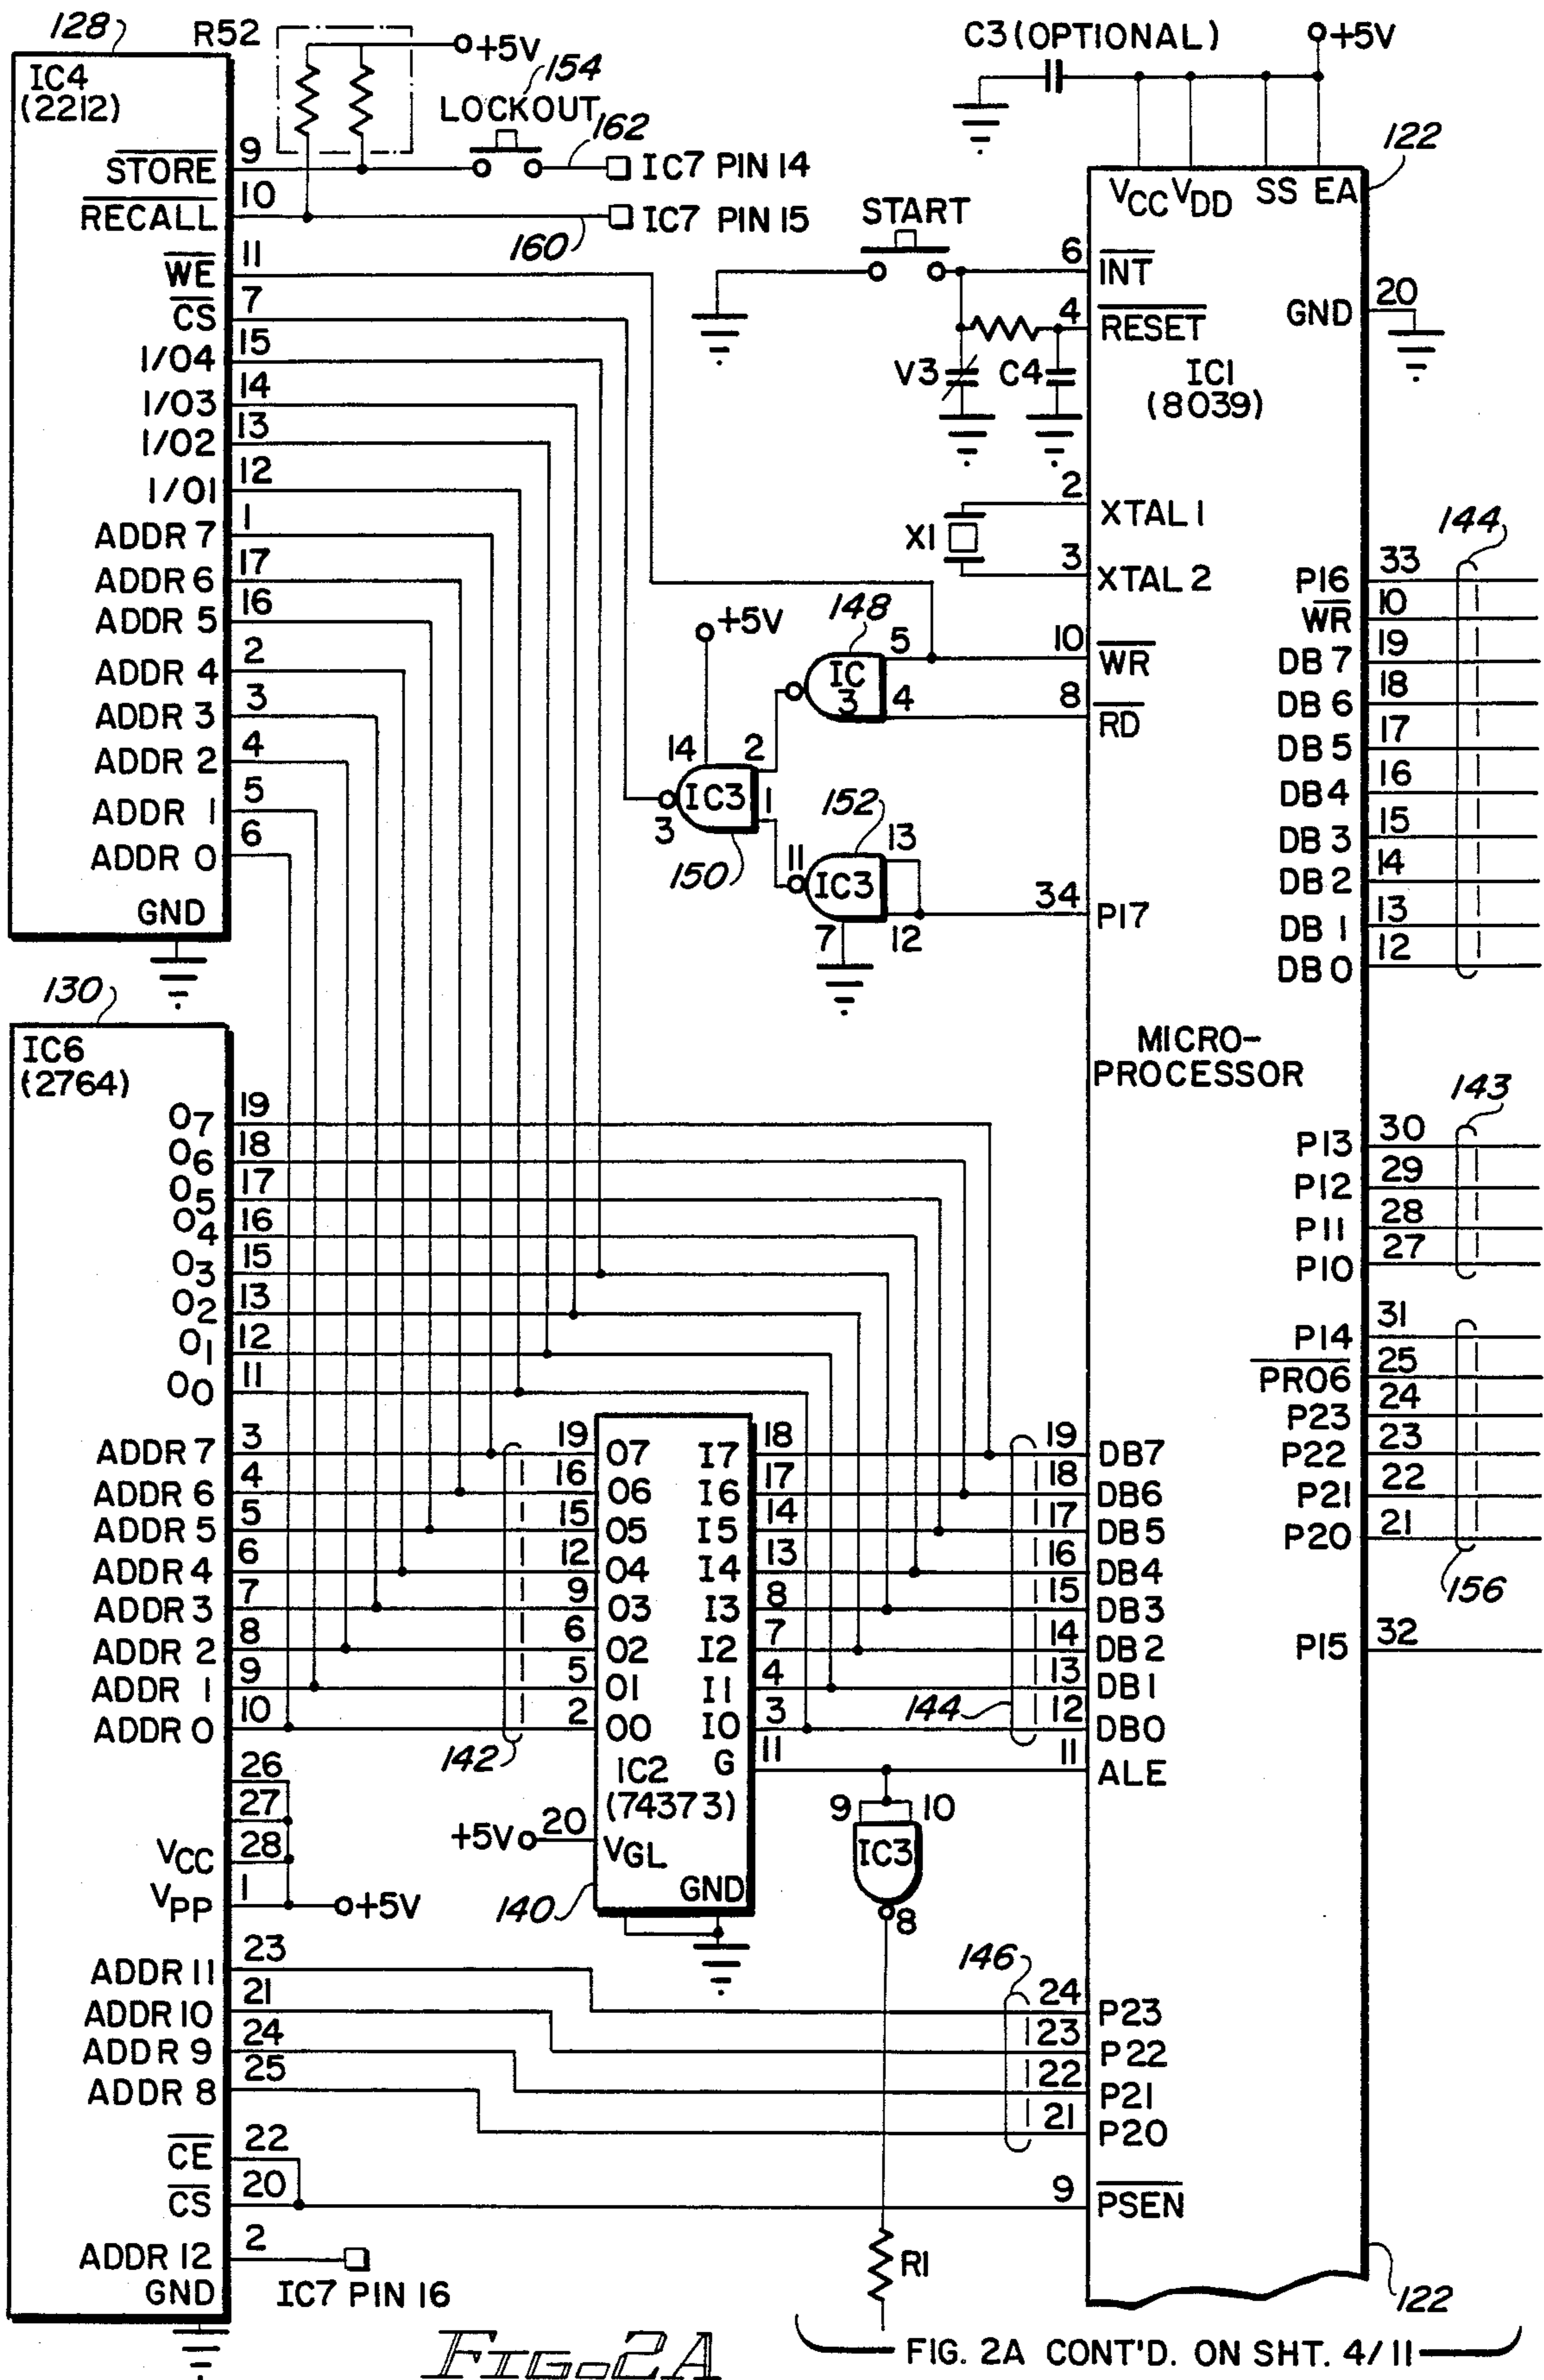 128
R52
+5V
154
LOCKOUT
162
IC7 PIN 14
IC7 PIN 15
160
IC4
(2212)
STORE 9
RECALL 10
WE 11
CS 7
I/O4 15
I/O3 14
I/O2 13
I/O1 12
ADDR 7 1
ADDR 6 17
ADDR 5 16
ADDR 4 2
ADDR 3 3
ADDR 2 4
ADDR 1 5
ADDR 0 6
GND
C3 (OPTIONAL)
+5V
122
VCC VDD SS EA
START
6 INT
4 RESET
V3 C4
IC1
(8039)
GND 20
X1
2 XTAL 1
3 XTAL 2
+5V
148
IC
3
5
4
10 WR
8 RD
14 2
IC3
1
3
150
152
13
11
IC3
7 12
34 P17
144
P16 33
WR 10
DB 7 19
DB 6 18
DB 5 17
DB 4 16
DB 3 15
DB 2 14
DB 1 13
DB 0 12
MICRO-
PROCESSOR
143
P13 30
P12 29
P11 28
P10 27
P14 31
PRO6 25
P23 24
P22 23
P21 22
P20 21
156
P15 32
130
IC6
(2764)
O7 19
O6 18
O5 17
O4 16
O3 15
O2 13
O1 12
O0 11
ADDR 7 3
ADDR 6 4
ADDR 5 5
ADDR 4 6
ADDR 3 7
ADDR 2 8
ADDR 1 9
ADDR 0 10
26
27
VCC 28
VPP 1
+5V
142
19 O7 I7 18
16 O6 I6 17
15 O5 I5 14
12 O4 I4 13
9 O3 I3 8
6 O2 I2 7
5 O1 I1 4
2 O0 I0 3
G 11
IC2
(74373)
+5V 20 VGL
GND
140
144
19 DB7
18 DB6
17 DB5
16 DB4
15 DB3
14 DB2
13 DB1
12 DB0
11 ALE
9 10
IC3
8
ADDR 11 23
ADDR 10 21
ADDR 9 24
ADDR 8 25
CE 22
CS 20
ADDR 12 2
GND
IC7 PIN 16
146
24 P23
23 P22
22 P21
21 P20
9 PSEN
R1
122
FIG. 2A
FIG. 2A CONT'D. ON SHT. 4/11